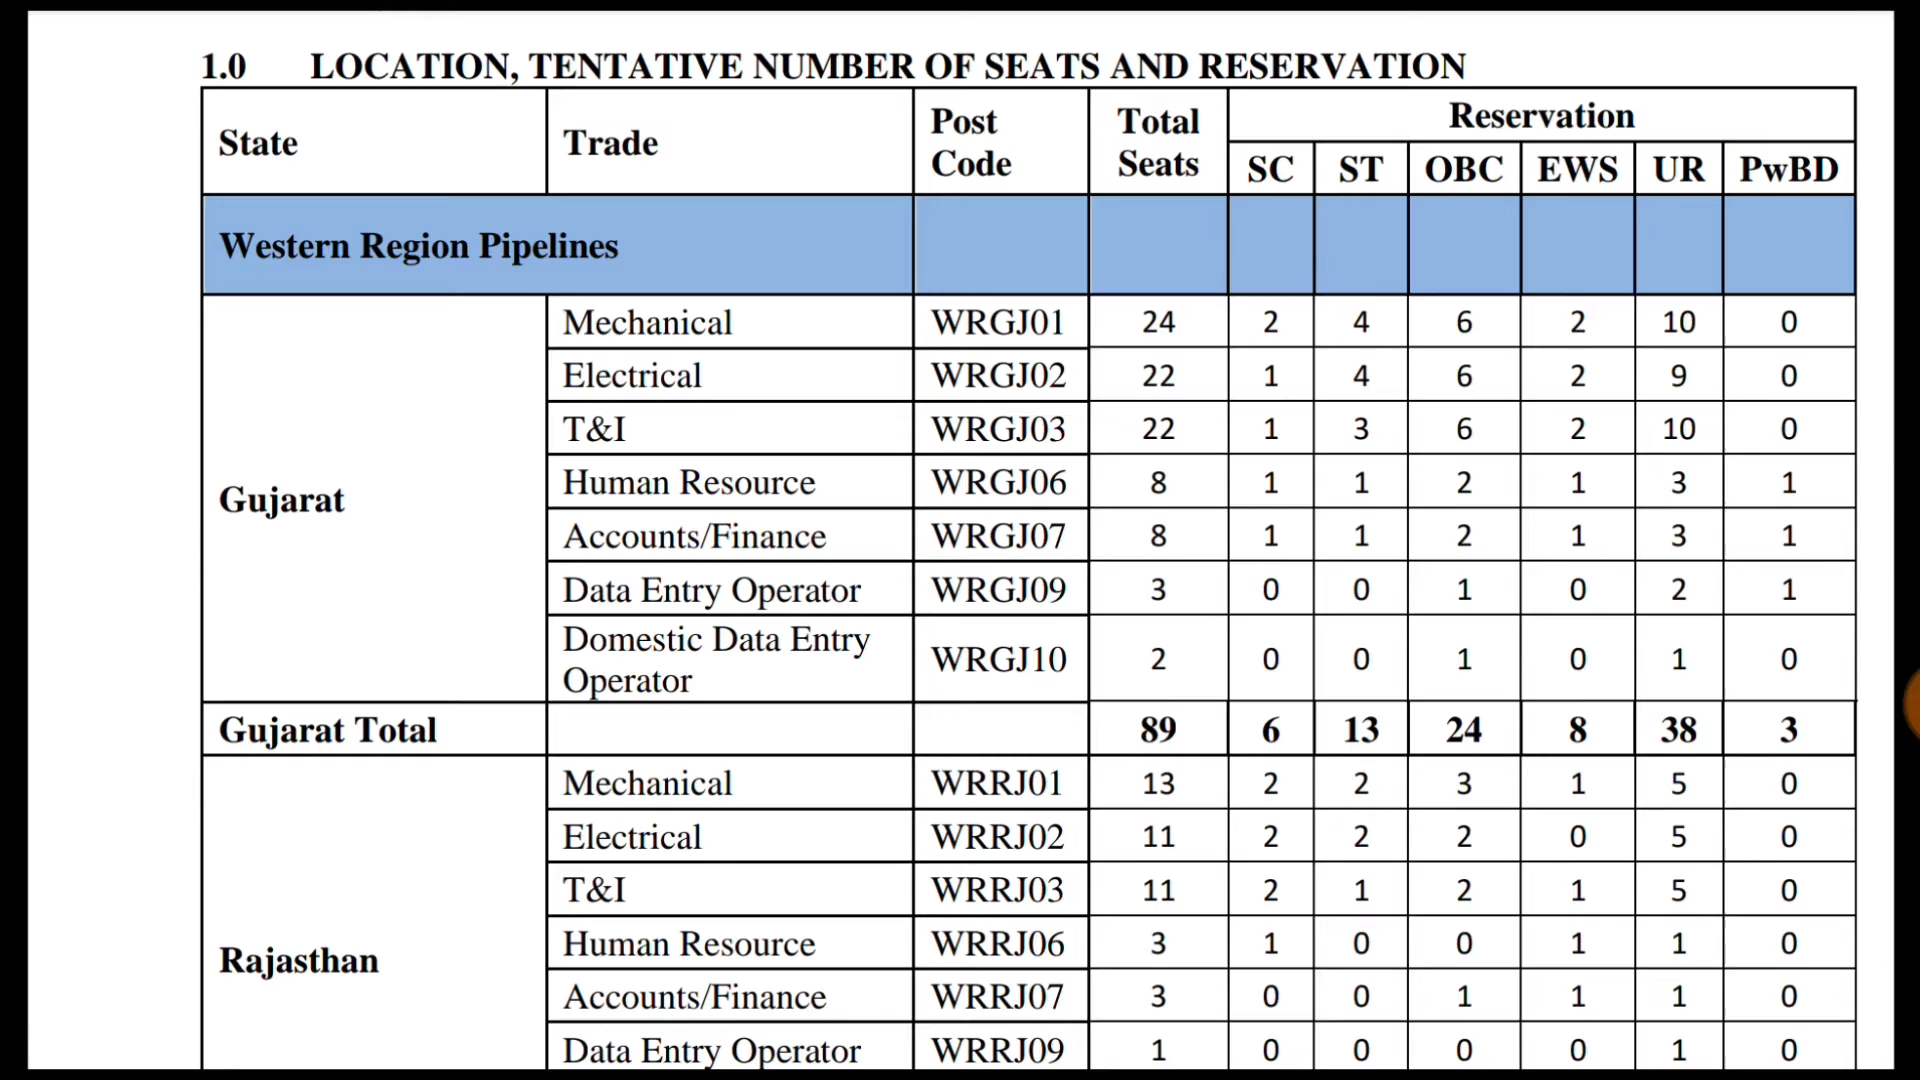 1.0 LOCATION, TENTATIVE NUMBER OF SEATS AND RESERVATION
State Trade Post Code Total Seats Reservation
SC ST OBC EWS UR PwBD
Western Region Pipelines
Gujarat
Mechanical WRGJ01 24 2 4 6 2 10 0
Electrical WRGJ02 22 1 4 6 2 9 0
T&I WRGJ03 22 1 3 6 2 10 0
Human Resource WRGJ06 8 1 1 2 1 3 1
Accounts/Finance WRGJ07 8 1 1 2 1 3 1
Data Entry Operator WRGJ09 3 0 0 1 0 2 1
Domestic Data Entry Operator WRGJ10 2 0 0 1 0 1 0
Gujarat Total 89 6 13 24 8 38 3
Rajasthan
Mechanical WRRJ01 13 2 2 3 1 5 0
Electrical WRRJ02 11 2 2 2 0 5 0
T&I WRRJ03 11 2 1 2 1 5 0
Human Resource WRRJ06 3 1 0 0 1 1 0
Accounts/Finance WRRJ07 3 0 0 1 1 1 0
Data Entry Operator WRRJ09 1 0 0 0 0 1 0